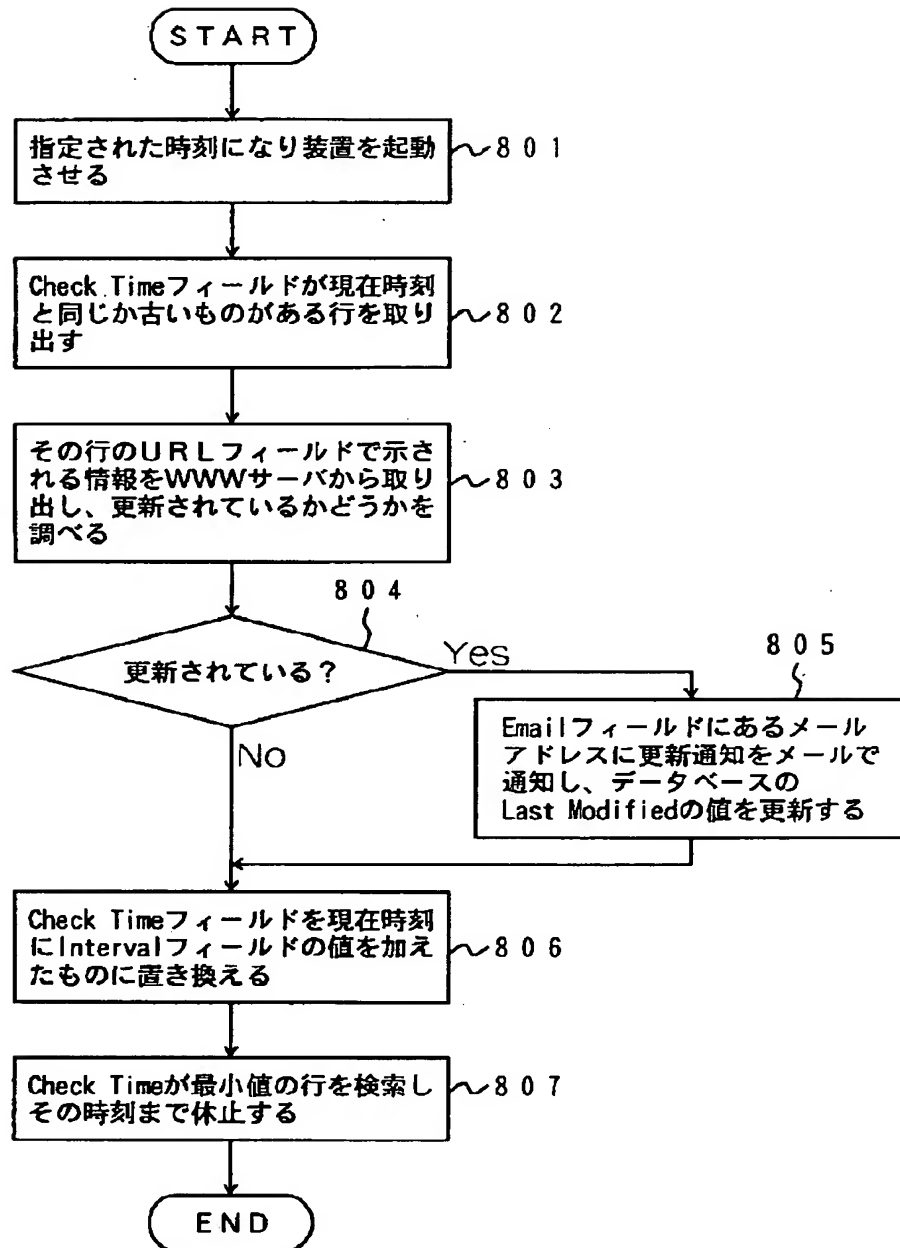 START
指定された時刻になり装置を起動
させる
801
Check Timeフィールドが現在時刻
と同じか古いものがある行を取り
出す
802
その行のURLフィールドで示さ
れる情報をWWWサーバから取り
出し、更新されているかどうかを
調べる
803
804
更新されている?
Yes
805
Emailフィールドにあるメール
アドレスに更新通知をメールで
通知し、データベースの
Last Modifiedの値を更新する
No
Check Timeフィールドを現在時刻
にIntervalフィールドの値を加え
たものに置き換える
806
Check Timeが最小値の行を検索し
その時刻まで休止する
807
END